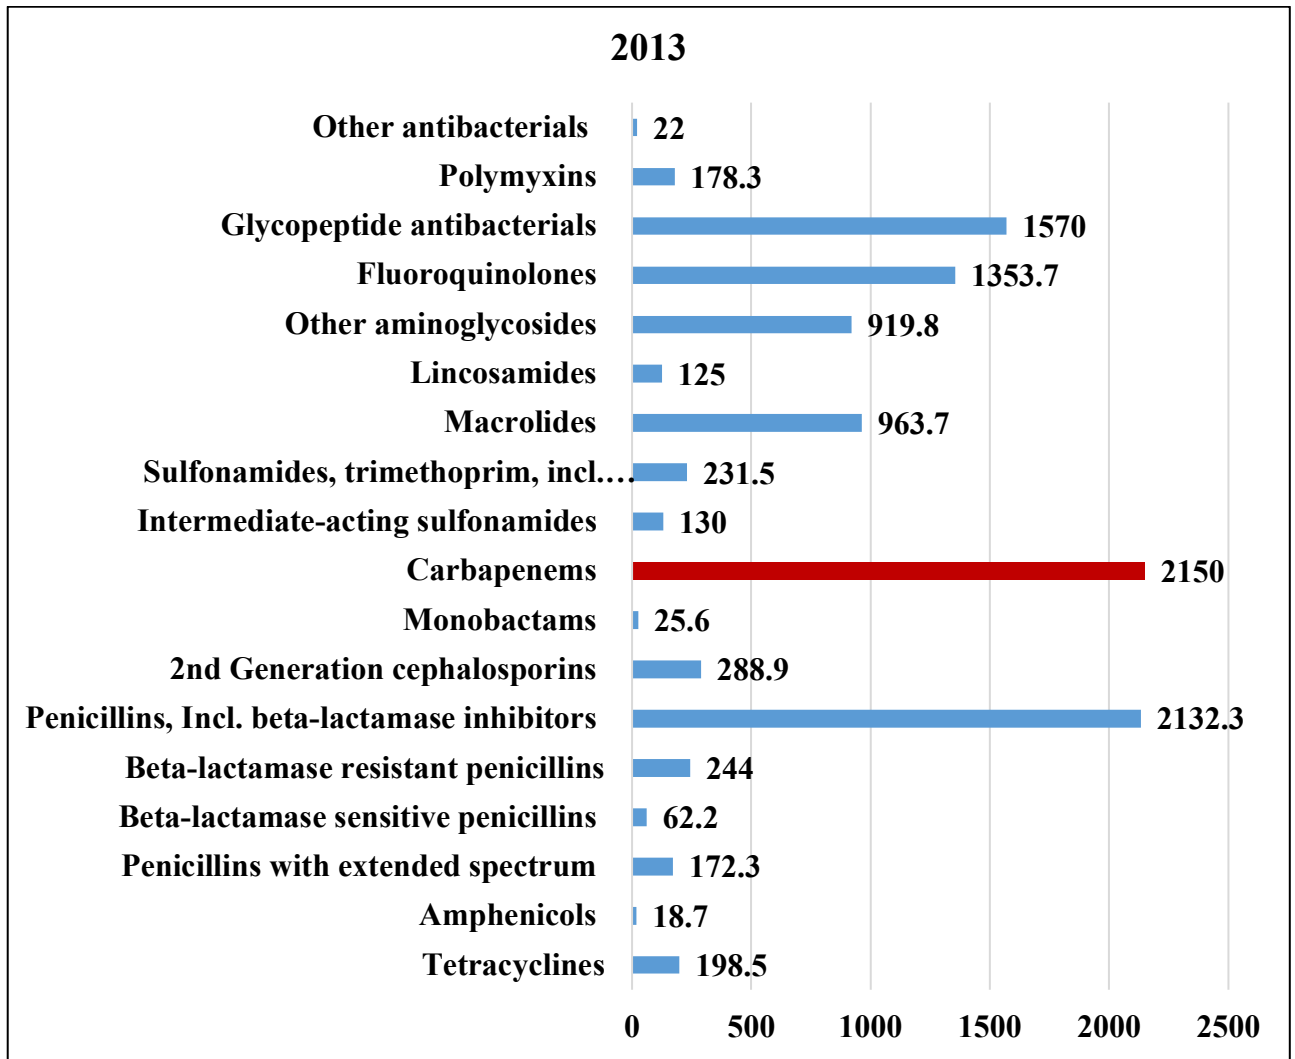 2013
Other antibacterials 22
Polymyxins 178.3
Glycopeptide antibacterials 1570
Fluoroquinolones 1353.7
Other aminoglycosides 919.8
Lincosamides 125
Macrolides 963.7
Sulfonamides, trimethoprim, incl.… 231.5
Intermediate-acting sulfonamides 130
Carbapenems 2150
Monobactams 25.6
2nd Generation cephalosporins 288.9
Penicillins, Incl. beta-lactamase inhibitors 2132.3
Beta-lactamase resistant penicillins 244
Beta-lactamase sensitive penicillins 62.2
Penicillins with extended spectrum 172.3
Amphenicols 18.7
Tetracyclines 198.5
0 500 1000 1500 2000 2500